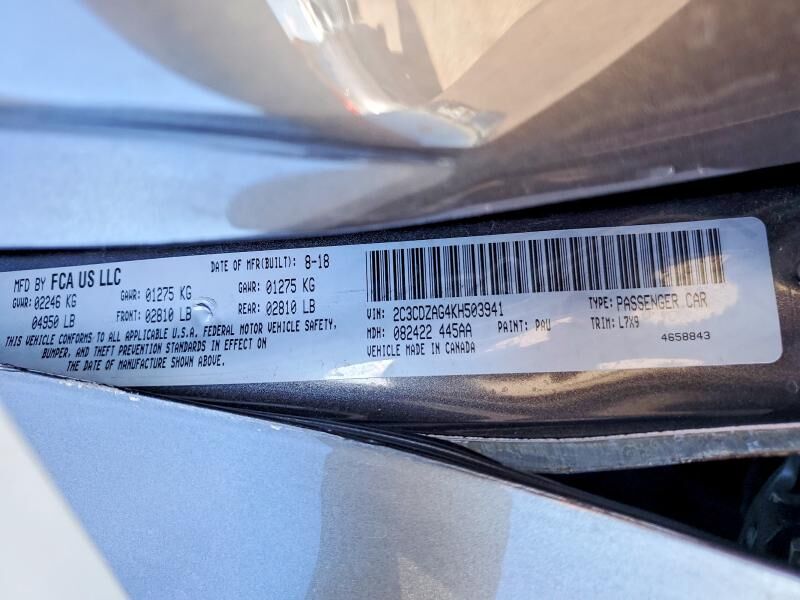 MFD BY FCA US LLC
DATE OF MFR(BUILT): 8-18
GVWR: 02246 KG
04950 LB
GAWR: 01275 KG
FRONT: 02810 LB
GAWR: 01275 KG
REAR: 02810 LB
THIS VEHICLE CONFORMS TO ALL APPLICABLE U.S.A. FEDERAL MOTOR VEHICLE SAFETY,
BUMPER, AND THEFT PREVENTION STANDARDS IN EFFECT ON
THE DATE OF MANUFACTURE SHOWN ABOVE.
VIN: 2C3CDZAG4KH503941
TYPE: PASSENGER CAR
MDH: 082422 445AA
PAINT: PAU
TRIM: L7X9
VEHICLE MADE IN CANADA
4658843